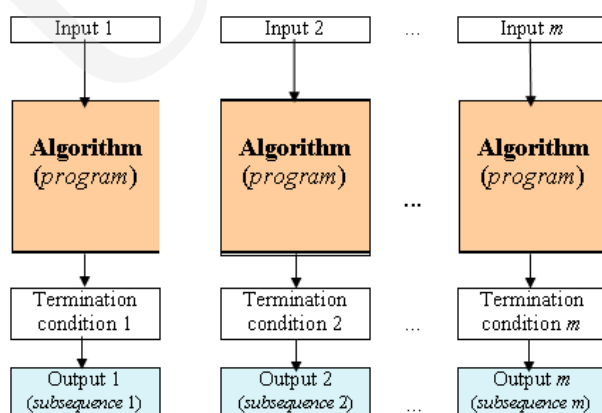 Input 1 Input 2 ... Input m
Algorithm Algorithm Algorithm
(program) (program) ... (program)
Termination Termination Termination
condition 1 condition 2 ... condition m
Output 1 Output 2 Output m
(subsequence 1) (subsequence 2) ... (subsequence m)